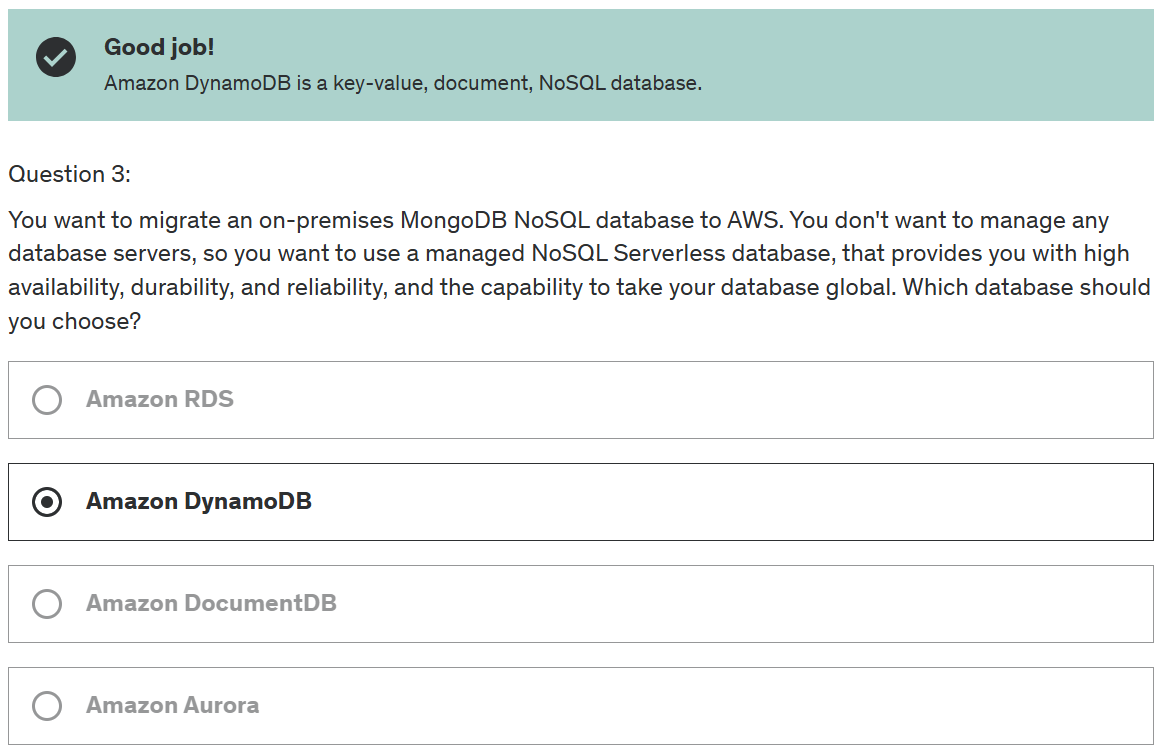 Good job!
Amazon DynamoDB is a key-value, document, NoSQL database.
Question 3:
You want to migrate an on-premises MongoDB NoSQL database to AWS. You don't want to manage any
database servers, so you want to use a managed NoSQL Serverless database, that provides you with high
availability, durability, and reliability, and the capability to take your database global. Which database should
you choose?
Amazon RDS
Amazon DynamoDB
Amazon DocumentDB
Amazon Aurora